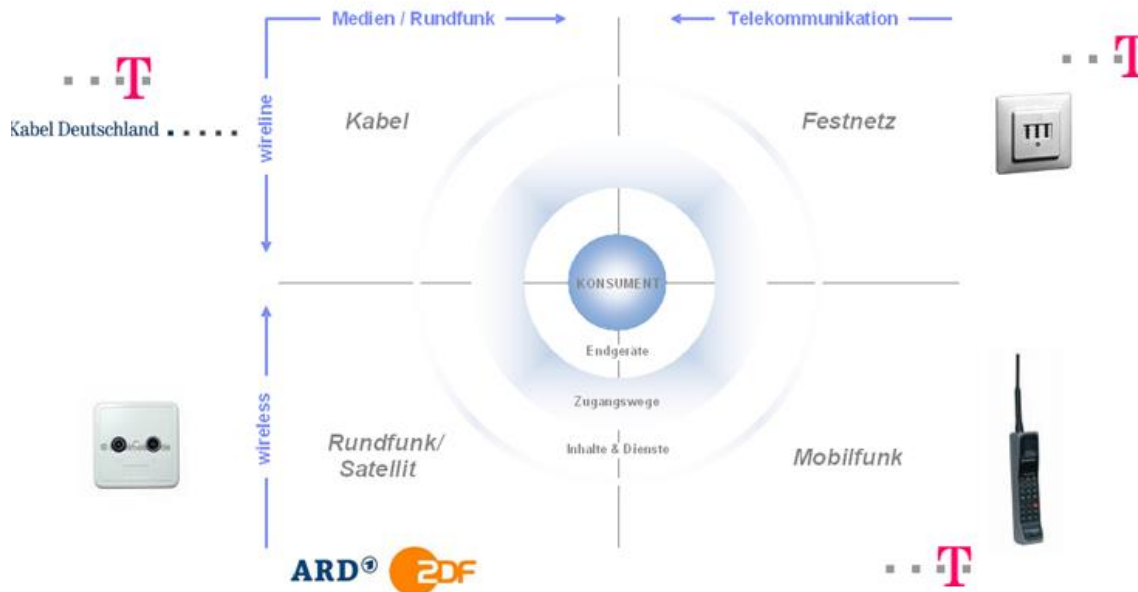 Medien / Rundfunk
Telekommunikation
T
T
Kabel Deutschland
wireline
Kabel
Festnetz
KONSUMENT
Endgeräte
Zugangswege
Inhalte & Dienste
wireless
Rundfunk/
Satellit
Mobilfunk
ARD
ZDF
T